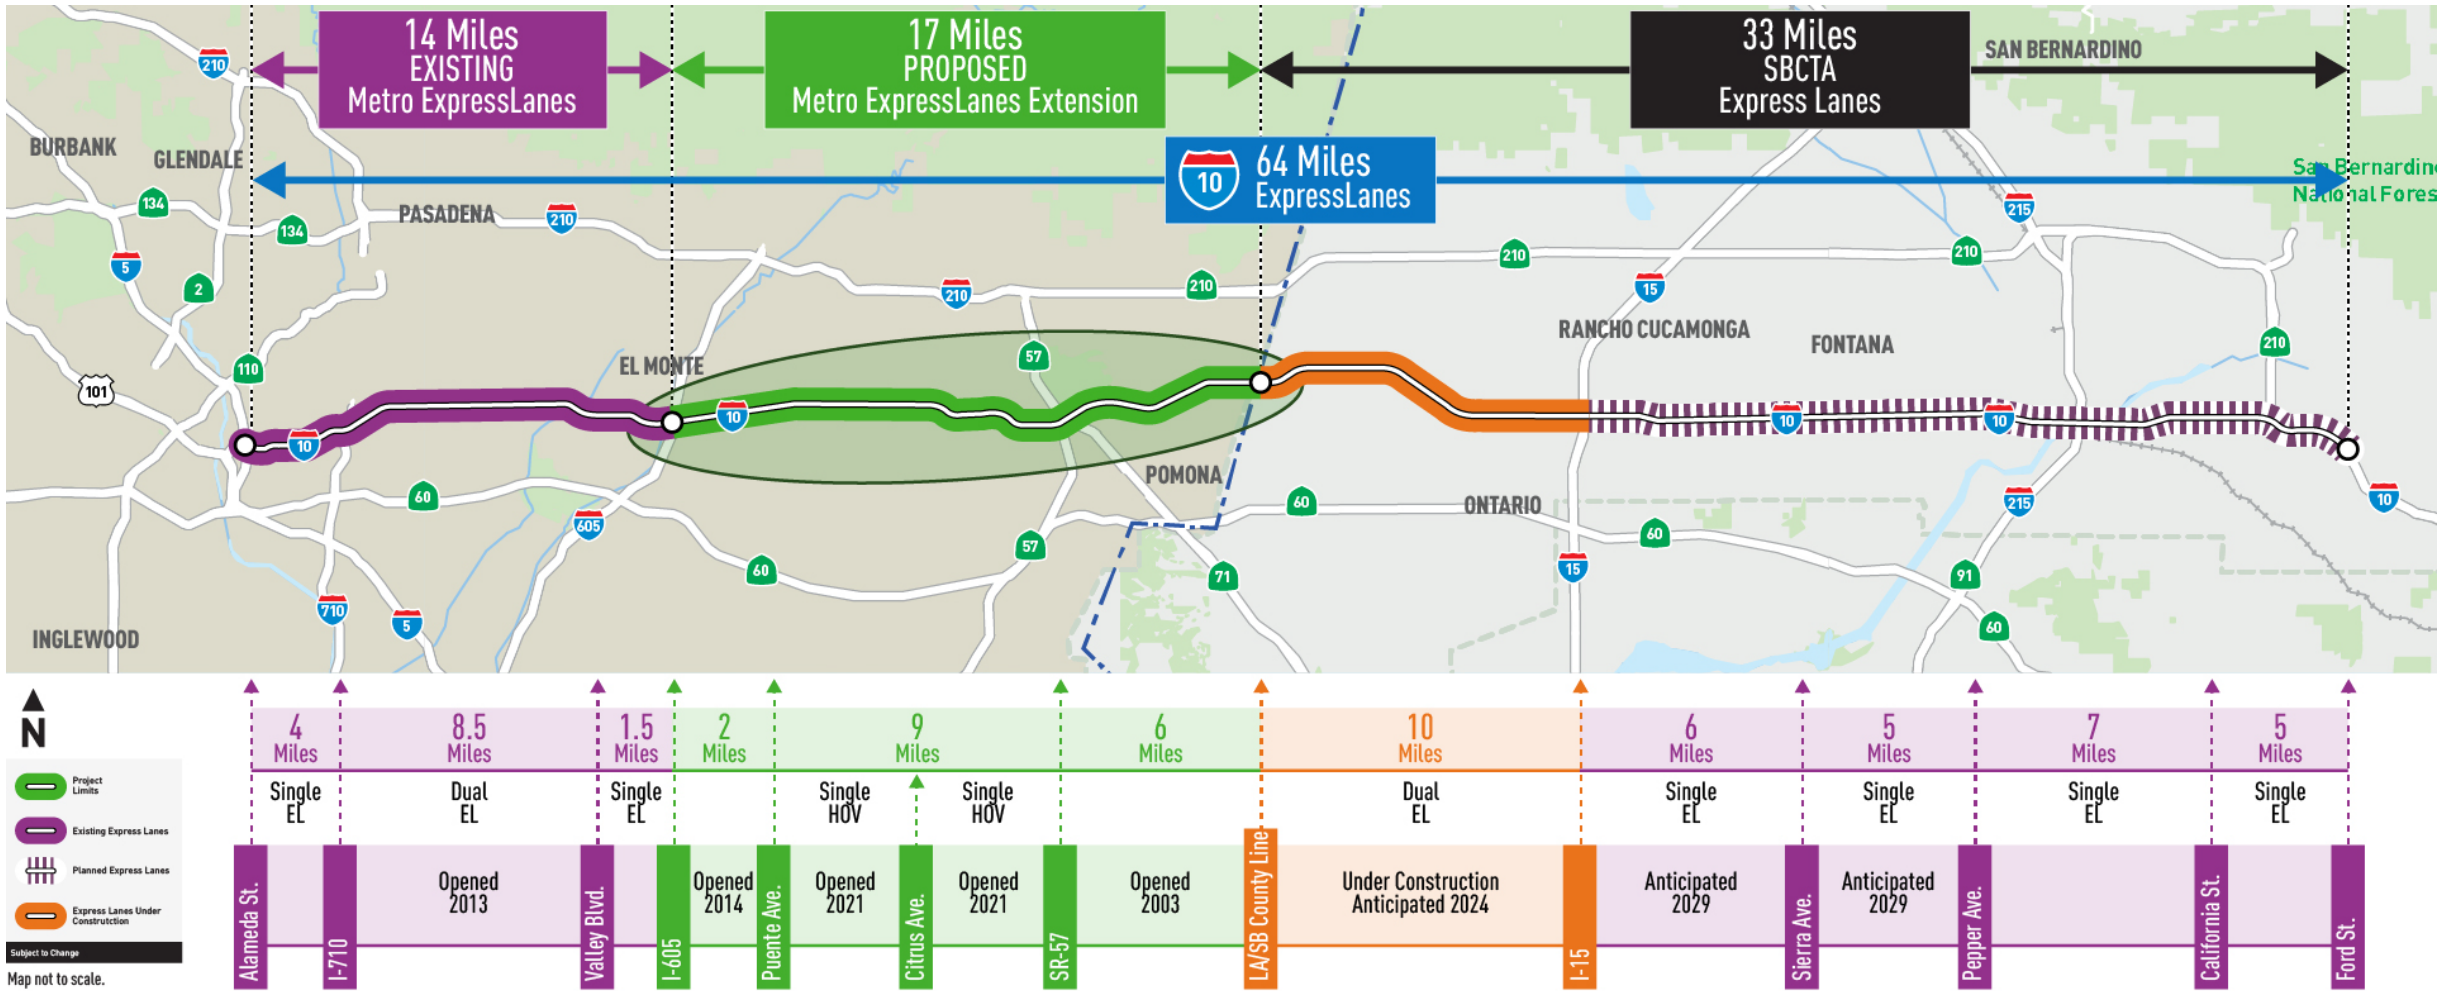 14 Miles
EXISTING
Metro ExpressLanes
17 Miles
PROPOSED
Metro ExpressLanes Extension
33 Miles
SBCTA
Express Lanes
SAN BERNARDINO
10
64 Miles
ExpressLanes
San Bernardino
National Fores
210
BURBANK
GLENDALE
134
134
PASADENA
210
215
5
2
210
210
210
210
15
110
101
EL MONTE
57
RANCHO CUCAMONGA
FONTANA
210
10
10
10
10
POMONA
60
605
60
ONTARIO
60
215
10
57
60
71
15
91
710
5
60
INGLEWOOD
N
Project
Limits
Existing Express Lanes
Planned Express Lanes
Express Lanes Under
Construtction
Subject to Change
Map not to scale.
4
Miles
8.5
Miles
1.5
Miles
2
Miles
9
Miles
6
Miles
10
Miles
6
Miles
5
Miles
7
Miles
5
Miles
Single
EL
Dual
EL
Single
EL
Single
HOV
Single
HOV
Dual
EL
Single
EL
Single
EL
Single
EL
Single
EL
Alameda St.
I-710
Opened
2013
Valley Blvd.
I-605
Opened
2014
Puente Ave.
Opened
2021
Citrus Ave.
Opened
2021
SR-57
Opened
2003
LA/SB County Line
Under Construction
Anticipated 2024
I-15
Anticipated
2029
Sierra Ave.
Anticipated
2029
Pepper Ave.
California St.
Ford St.